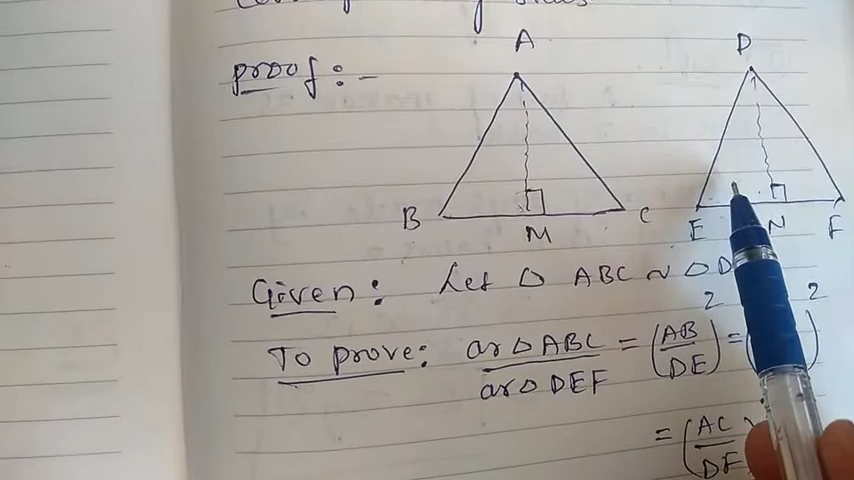 proof :-
A
D
B
M
C
E
N
F
Given : Let △ ABC ~ △ D
To prove : ar△ABC / ar△DEF = (AB/DE)² = ( )²
= (AC/DF)